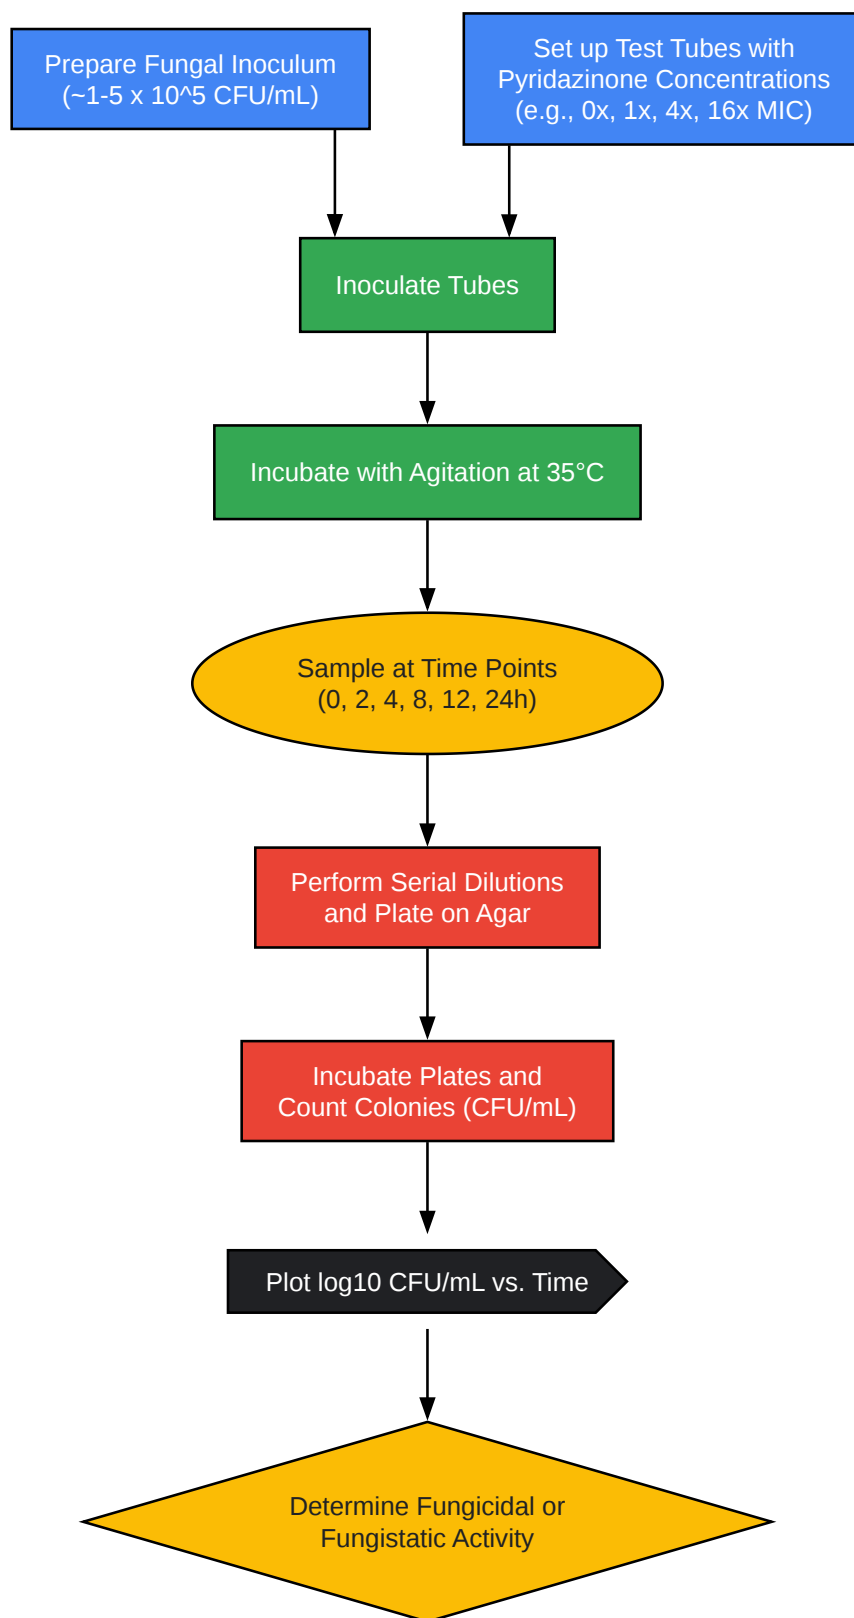 Prepare Fungal Inoculum
(~1-5 x 10^5 CFU/mL)
Set up Test Tubes with
Pyridazinone Concentrations
(e.g., 0x, 1x, 4x, 16x MIC)
Inoculate Tubes
Incubate with Agitation at 35°C
Sample at Time Points
(0, 2, 4, 8, 12, 24h)
Perform Serial Dilutions
and Plate on Agar
Incubate Plates and
Count Colonies (CFU/mL)
Plot log10 CFU/mL vs. Time
Determine Fungicidal or
Fungistatic Activity